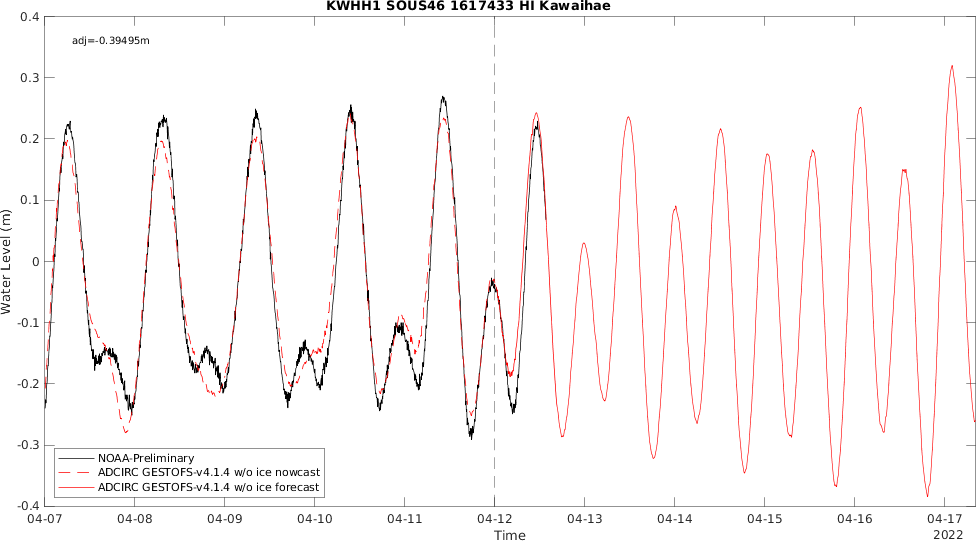 KWHH1 SOUS46 1617433 HI Kawaihae
adj=-0.39495m
Water Level (m)
0.4
0.3
0.2
0.1
0
-0.1
-0.2
-0.3
-0.4
NOAA-Preliminary
ADCIRC GESTOFS-v4.1.4 w/o ice nowcast
ADCIRC GESTOFS-v4.1.4 w/o ice forecast
04-07 04-08 04-09 04-10 04-11 04-12 04-13 04-14 04-15 04-16 04-17
Time
2022